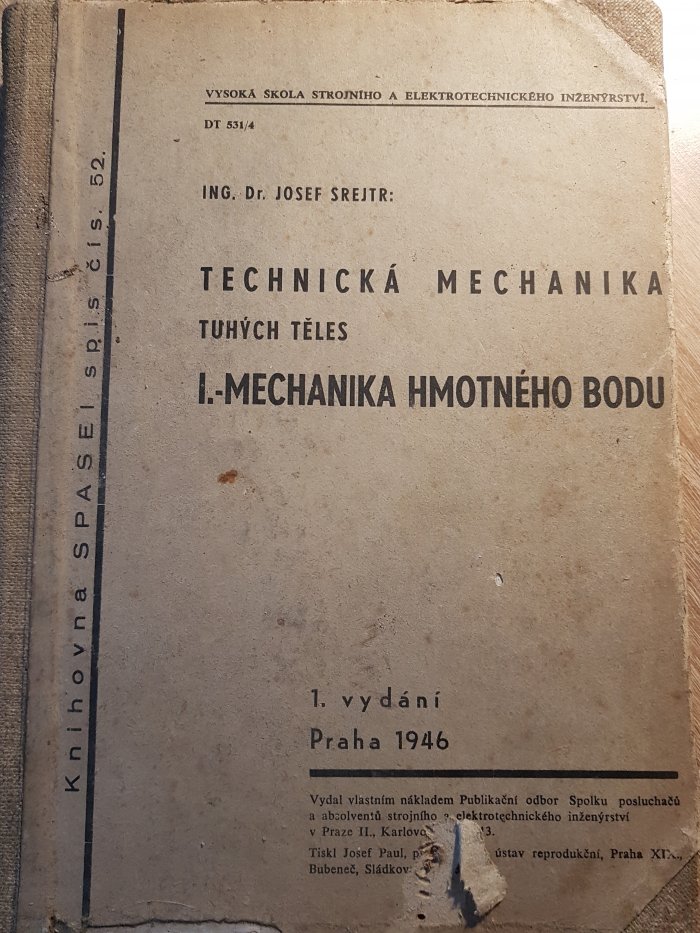 VYSOKÁ ŠKOLA STROJNÍHO A ELEKTROTECHNICKÉHO INŽENÝRSTVÍ.
DT 531/4
ING. Dr. JOSEF SREJTR:
TECHNICKÁ MECHANIKA
TUHÝCH TĚLES
I.-MECHANIKA HMOTNÉHO BODU
Knihovna SPASEI spis čís. 52.
1. vydání
Praha 1946
Vydal vlastním nákladem Publikační odbor Spolku posluchačů
a absolventů strojního a elektrotechnického inženýrství
v Praze II.,
Tiskl Josef Paul, ústav reprodukční, Praha XIX.,
Bubeneč,